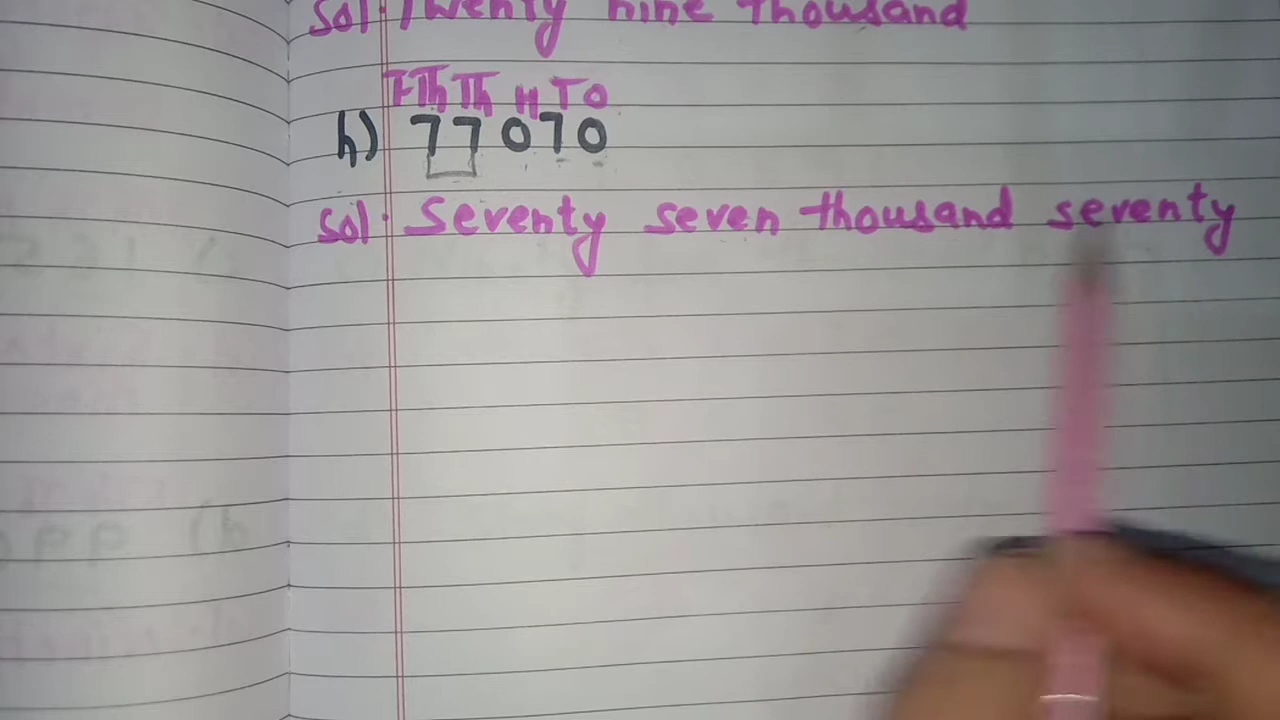 Sol. Twenty nine thousand
TTh Th H T O
h) 77070
Sol. Seventy seven thousand seventy